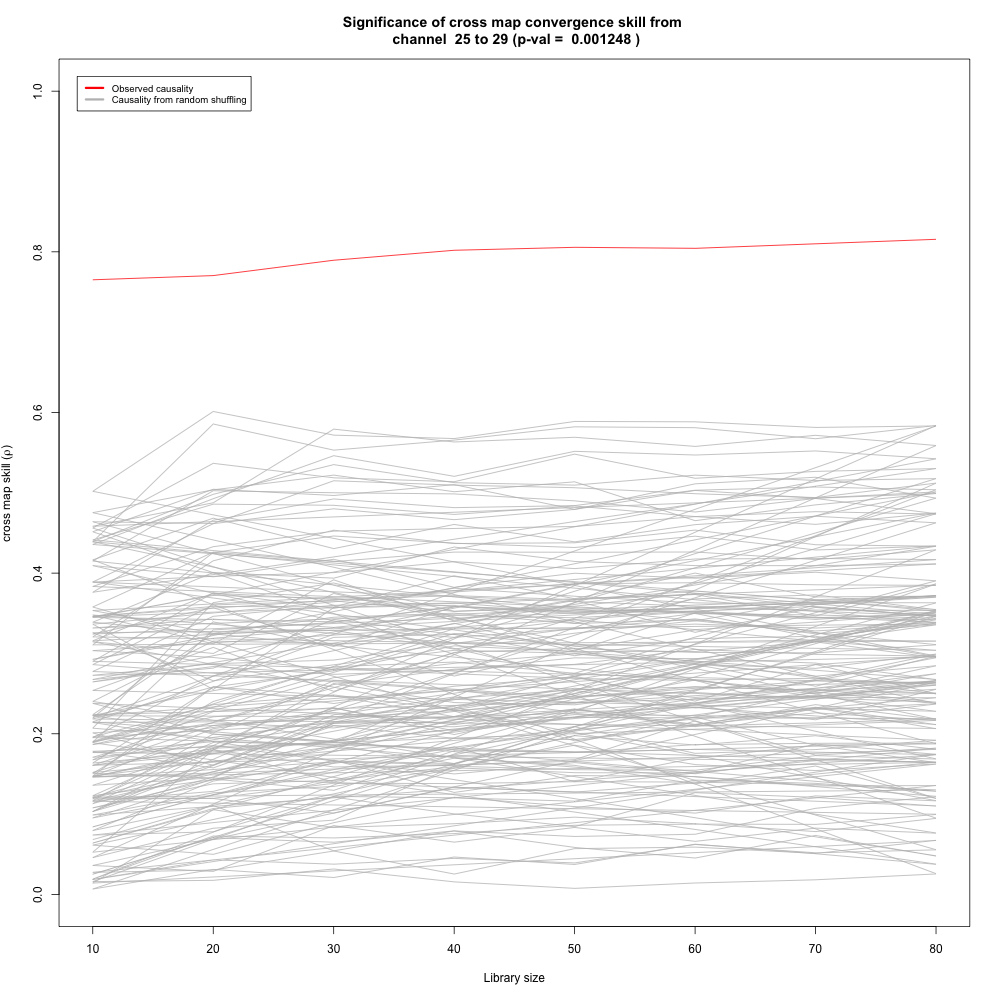 Significance of cross map convergence skill from
channel  25 to 29 (p-val =  0.001248 )
Observed causality
Causality from random shuffling
1.0
0.8
0.6
0.4
0.2
0.0
cross map skill (ρ)
10 20 30 40 50 60 70 80
Library size